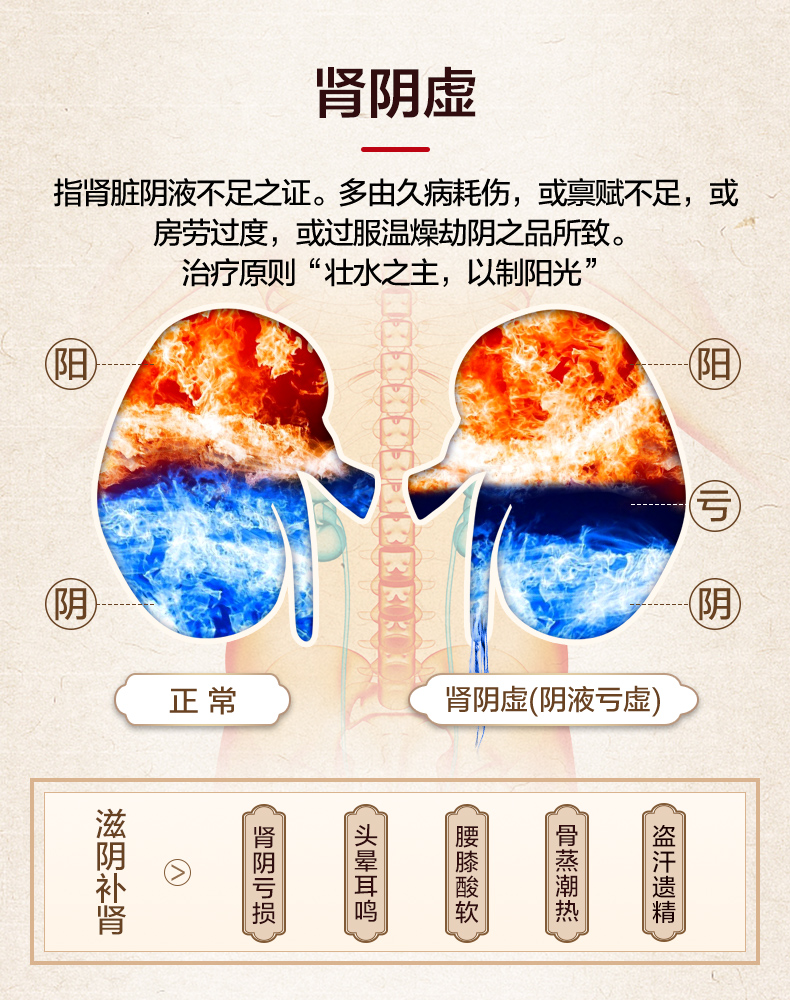 肾阴虚
指肾脏阴液不足之证。多由久病耗伤，或禀赋不足，或
房劳过度，或过服温燥劫阴之品所致。
治疗原则“壮水之主，以制阳光”
阳
阳
亏
阴
阴
正常
肾阴虚(阴液亏虚)
滋阴补肾
>
肾阴亏损
头晕耳鸣
腰膝酸软
骨蒸潮热
盗汗遗精